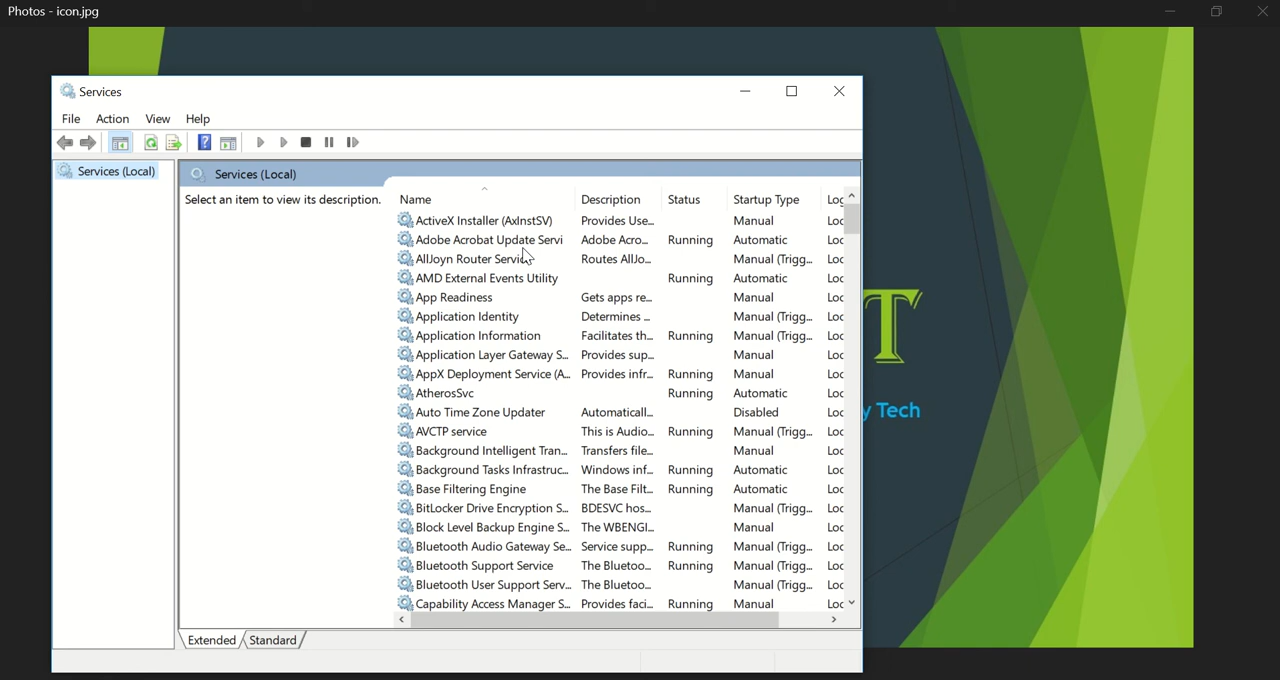 Photos - icon.jpg
Services
File Action View Help
Services (Local)
Services (Local)
Select an item to view its description.
Name Description Status Startup Type Log
ActiveX Installer (AxInstSV) Provides Use... Manual Loc
Adobe Acrobat Update Servi Adobe Acro... Running Automatic Loc
AllJoyn Router Service Routes AllJo... Manual (Trigg... Loc
AMD External Events Utility Running Automatic Loc
App Readiness Gets apps re... Manual Loc
Application Identity Determines ... Manual (Trigg... Loc
Application Information Facilitates th... Running Manual (Trigg... Loc
Application Layer Gateway S... Provides sup... Manual Loc
AppX Deployment Service (A... Provides infr... Running Manual Loc
AtherosSvc Running Automatic Loc
Auto Time Zone Updater Automaticall... Disabled Loc
AVCTP service This is Audio... Running Manual (Trigg... Loc
Background Intelligent Tran... Transfers file... Manual Loc
Background Tasks Infrastruc... Windows inf... Running Automatic Loc
Base Filtering Engine The Base Filt... Running Automatic Loc
BitLocker Drive Encryption S... BDESVC hos... Manual (Trigg... Loc
Block Level Backup Engine S... The WBENGI... Manual Loc
Bluetooth Audio Gateway Se... Service supp... Running Manual (Trigg... Loc
Bluetooth Support Service The Bluetoo... Running Manual (Trigg... Loc
Bluetooth User Support Serv... The Bluetoo... Manual (Trigg... Loc
Capability Access Manager S... Provides faci... Running Manual Loc
Extended Standard
T
y Tech